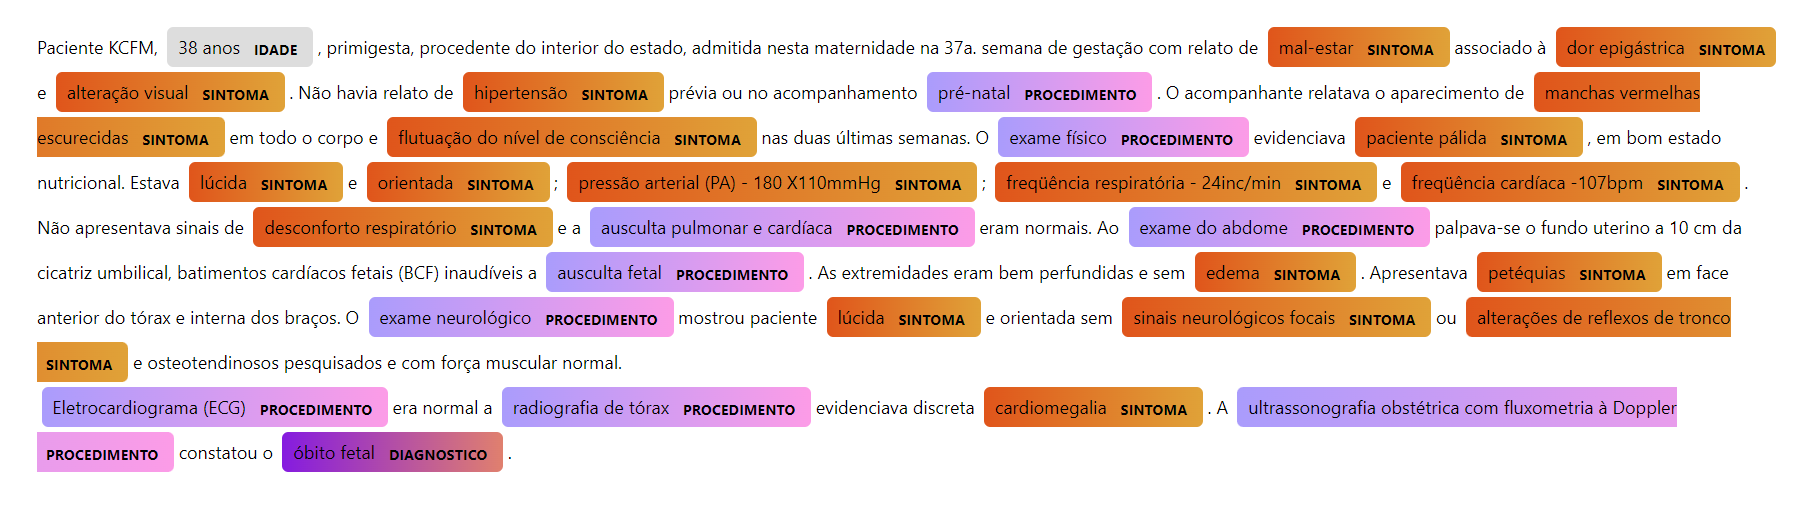 Paciente KCFM, 38 anos IDADE , primigesta, procedente do interior do estado, admitida nesta maternidade na 37a. semana de gestação com relato de mal-estar SINTOMA associado à dor epigástrica SINTOMA
e alteração visual SINTOMA . Não havia relato de hipertensão SINTOMA prévia ou no acompanhamento pré-natal PROCEDIMENTO . O acompanhante relatava o aparecimento de manchas vermelhas
escurecidas SINTOMA em todo o corpo e flutuação do nível de consciência SINTOMA nas duas últimas semanas. O exame físico PROCEDIMENTO evidenciava paciente pálida SINTOMA , em bom estado
nutricional. Estava lúcida SINTOMA e orientada SINTOMA ; pressão arterial (PA) - 180 X110mmHg SINTOMA ; freqüência respiratória - 24inc/min SINTOMA e freqüência cardíaca -107bpm SINTOMA .
Não apresentava sinais de desconforto respiratório SINTOMA e a ausculta pulmonar e cardíaca PROCEDIMENTO eram normais. Ao exame do abdome PROCEDIMENTO palpava-se o fundo uterino a 10 cm da
cicatriz umbilical, batimentos cardíacos fetais (BCF) inaudíveis a ausculta fetal PROCEDIMENTO . As extremidades eram bem perfundidas e sem edema SINTOMA . Apresentava petéquias SINTOMA em face
anterior do tórax e interna dos braços. O exame neurológico PROCEDIMENTO mostrou paciente lúcida SINTOMA e orientada sem sinais neurológicos focais SINTOMA ou alterações de reflexos de tronco
SINTOMA e osteotendinosos pesquisados e com força muscular normal.
Eletrocardiograma (ECG) PROCEDIMENTO era normal a radiografia de tórax PROCEDIMENTO evidenciava discreta cardiomegalia SINTOMA . A ultrassonografia obstétrica com fluxometria à Doppler
PROCEDIMENTO constatou o óbito fetal DIAGNOSTICO .